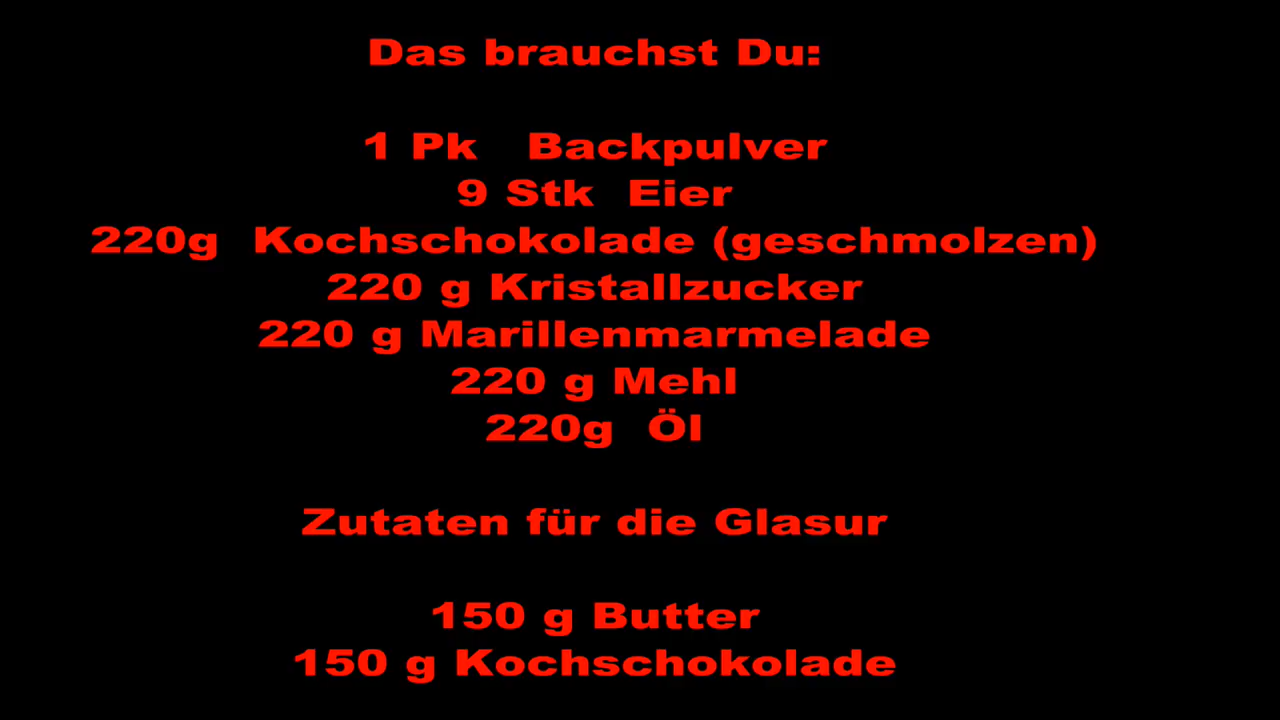 Das brauchst Du:
1 Pk Backpulver
9 Stk Eier
220g Kochschokolade (geschmolzen)
220 g Kristallzucker
220 g Marillenmarmelade
220 g Mehl
220g Öl
Zutaten für die Glasur
150 g Butter
150 g Kochschokolade